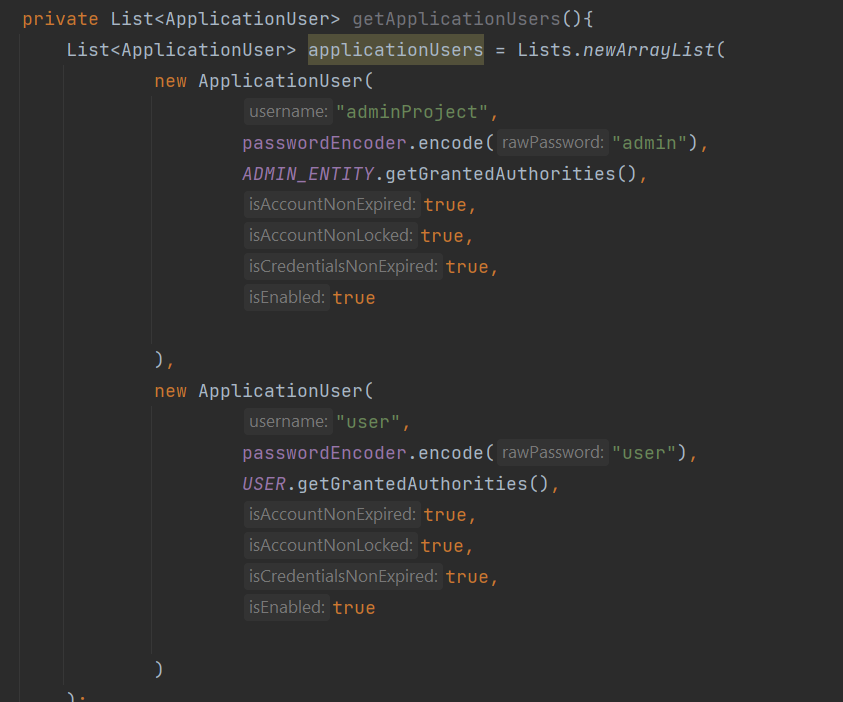 private List<ApplicationUser> getApplicationUsers(){
List<ApplicationUser> applicationUsers = Lists.newArrayList(
new ApplicationUser(
username: "adminProject",
passwordEncoder.encode( rawPassword: "admin"),
ADMIN_ENTITY.getGrantedAuthorities(),
isAccountNonExpired: true,
isAccountNonLocked: true,
isCredentialsNonExpired: true,
isEnabled: true
),
new ApplicationUser(
username: "user",
passwordEncoder.encode( rawPassword: "user"),
USER.getGrantedAuthorities(),
isAccountNonExpired: true,
isAccountNonLocked: true,
isCredentialsNonExpired: true,
isEnabled: true
)
);